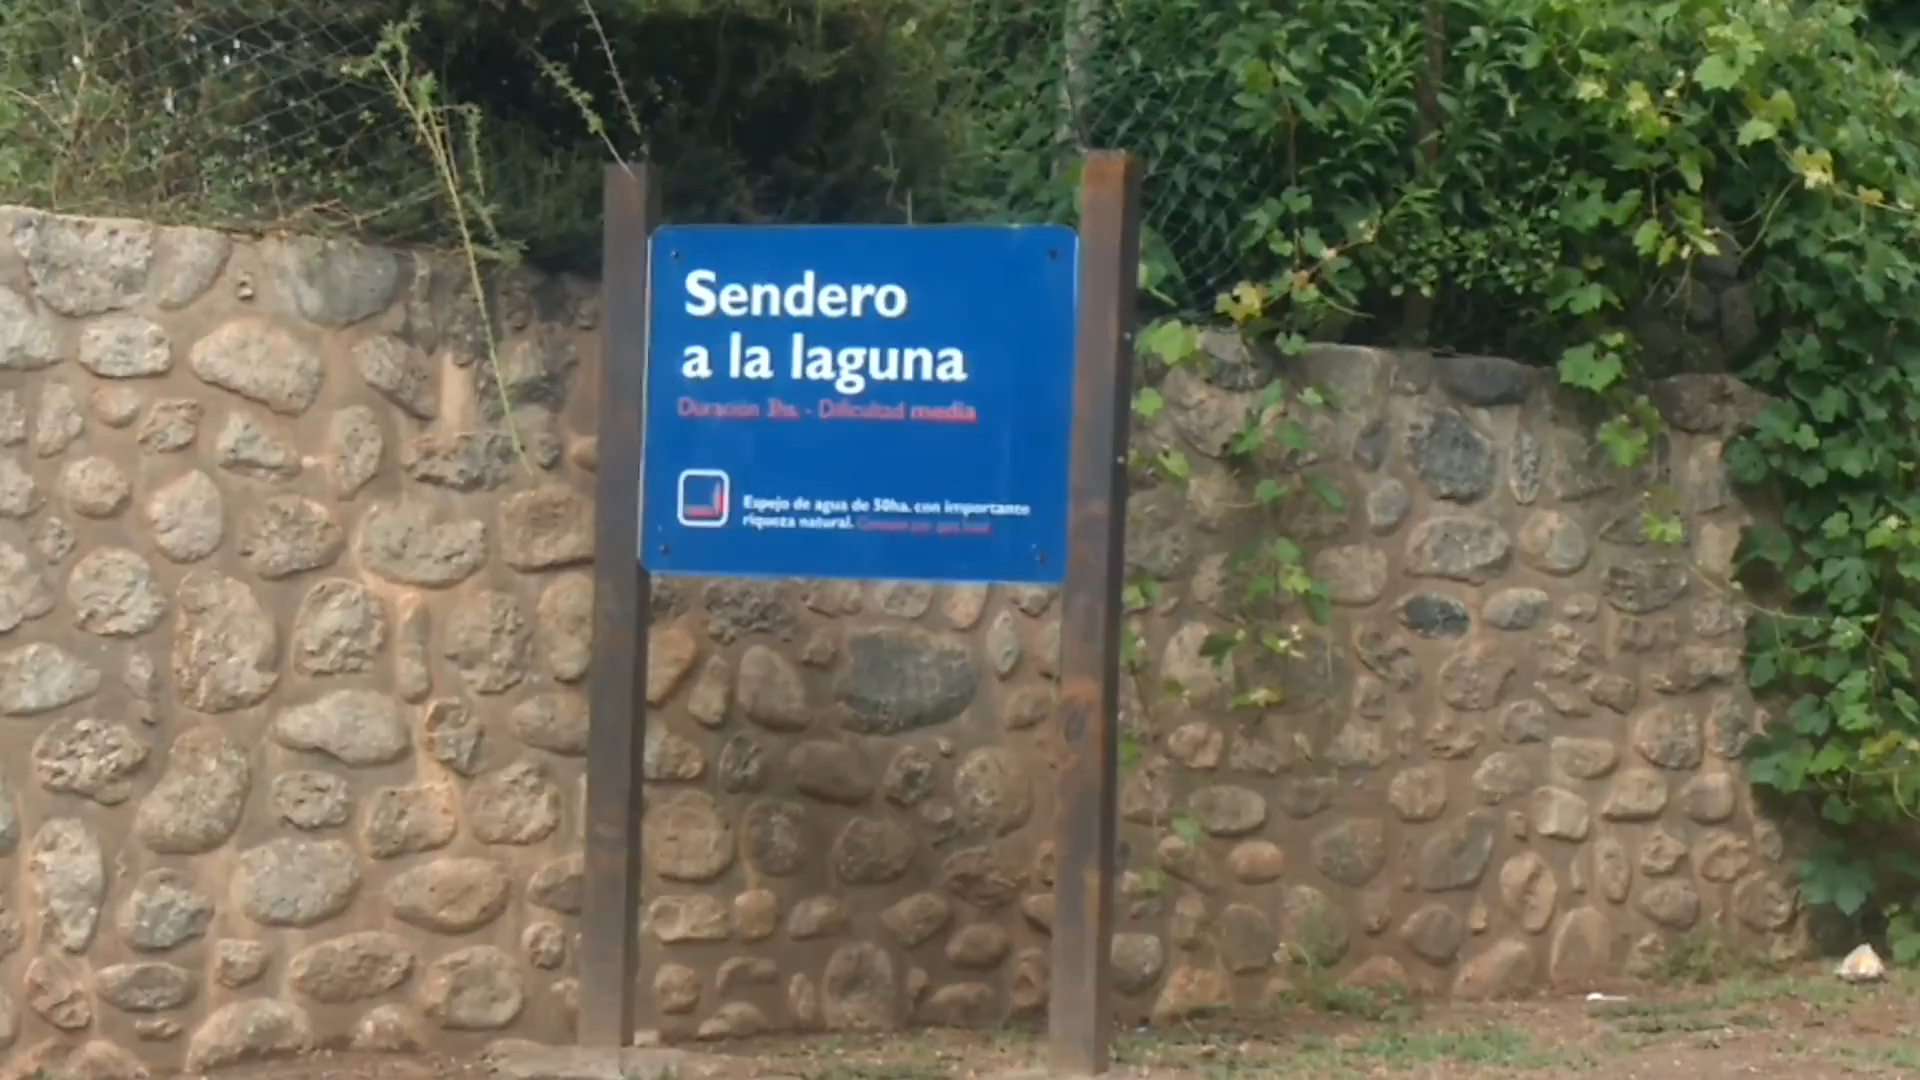 Sendero
a la laguna
Duración 3hs. - Dificultad media
Espejo de agua de 50ha. con importante
riqueza natural.